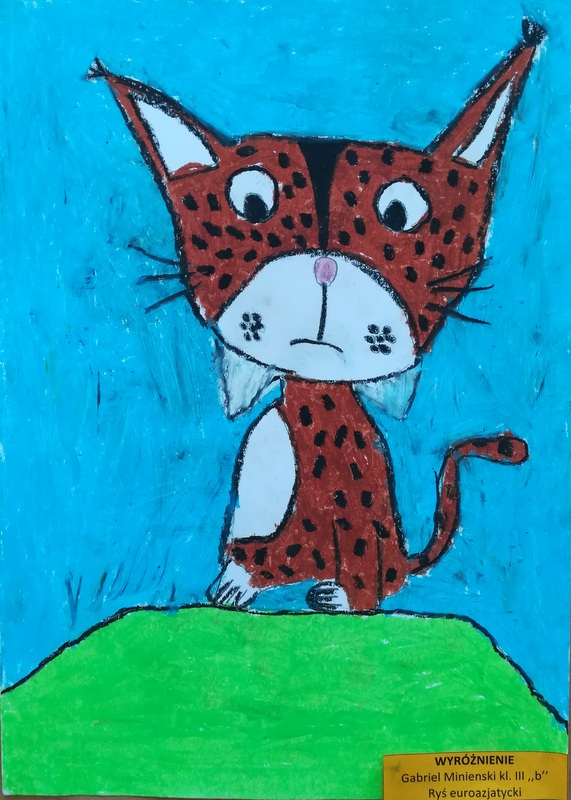 WYRÓŻNIENIE
Gabriel Minienski kl. III ,,b’’
Ryś euroazjatycki